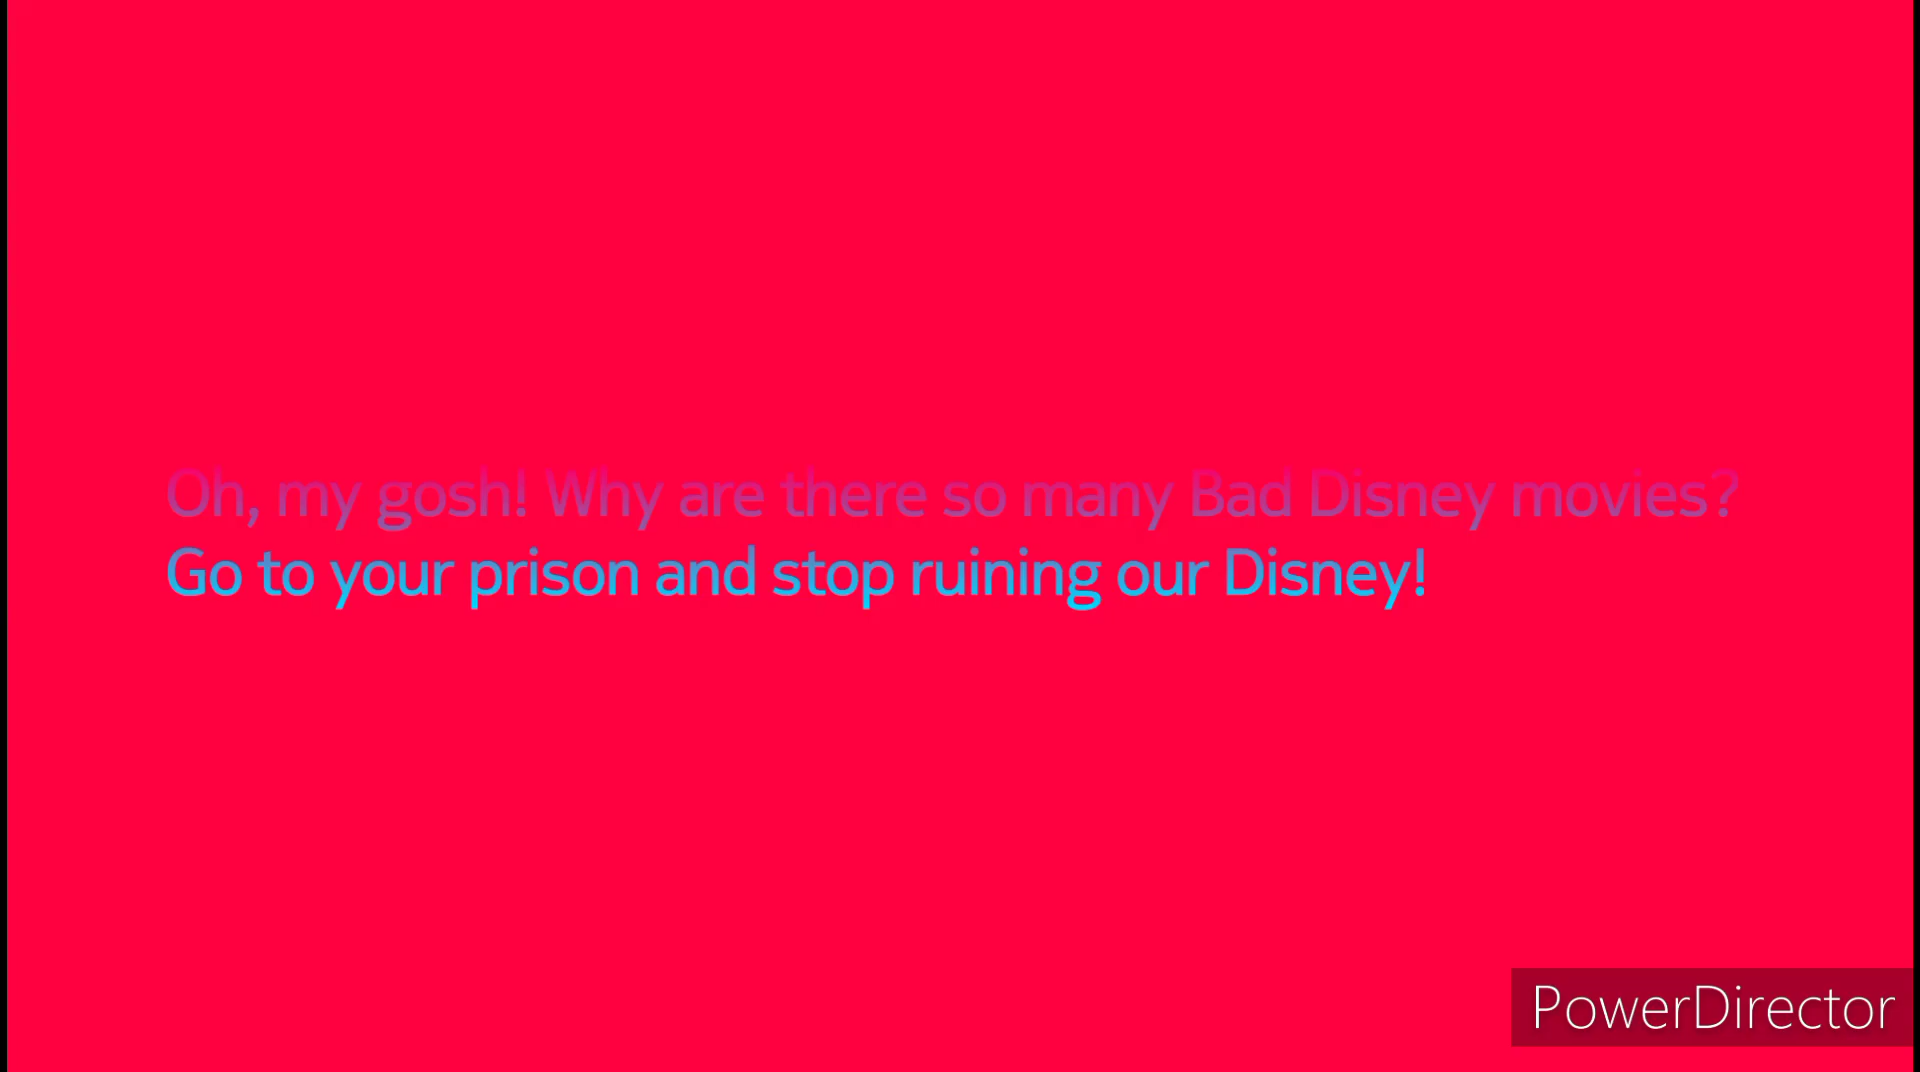 Oh, my gosh! Why are there so many Bad Disney movies?
Go to your prison and stop ruining our Disney!
PowerDirector